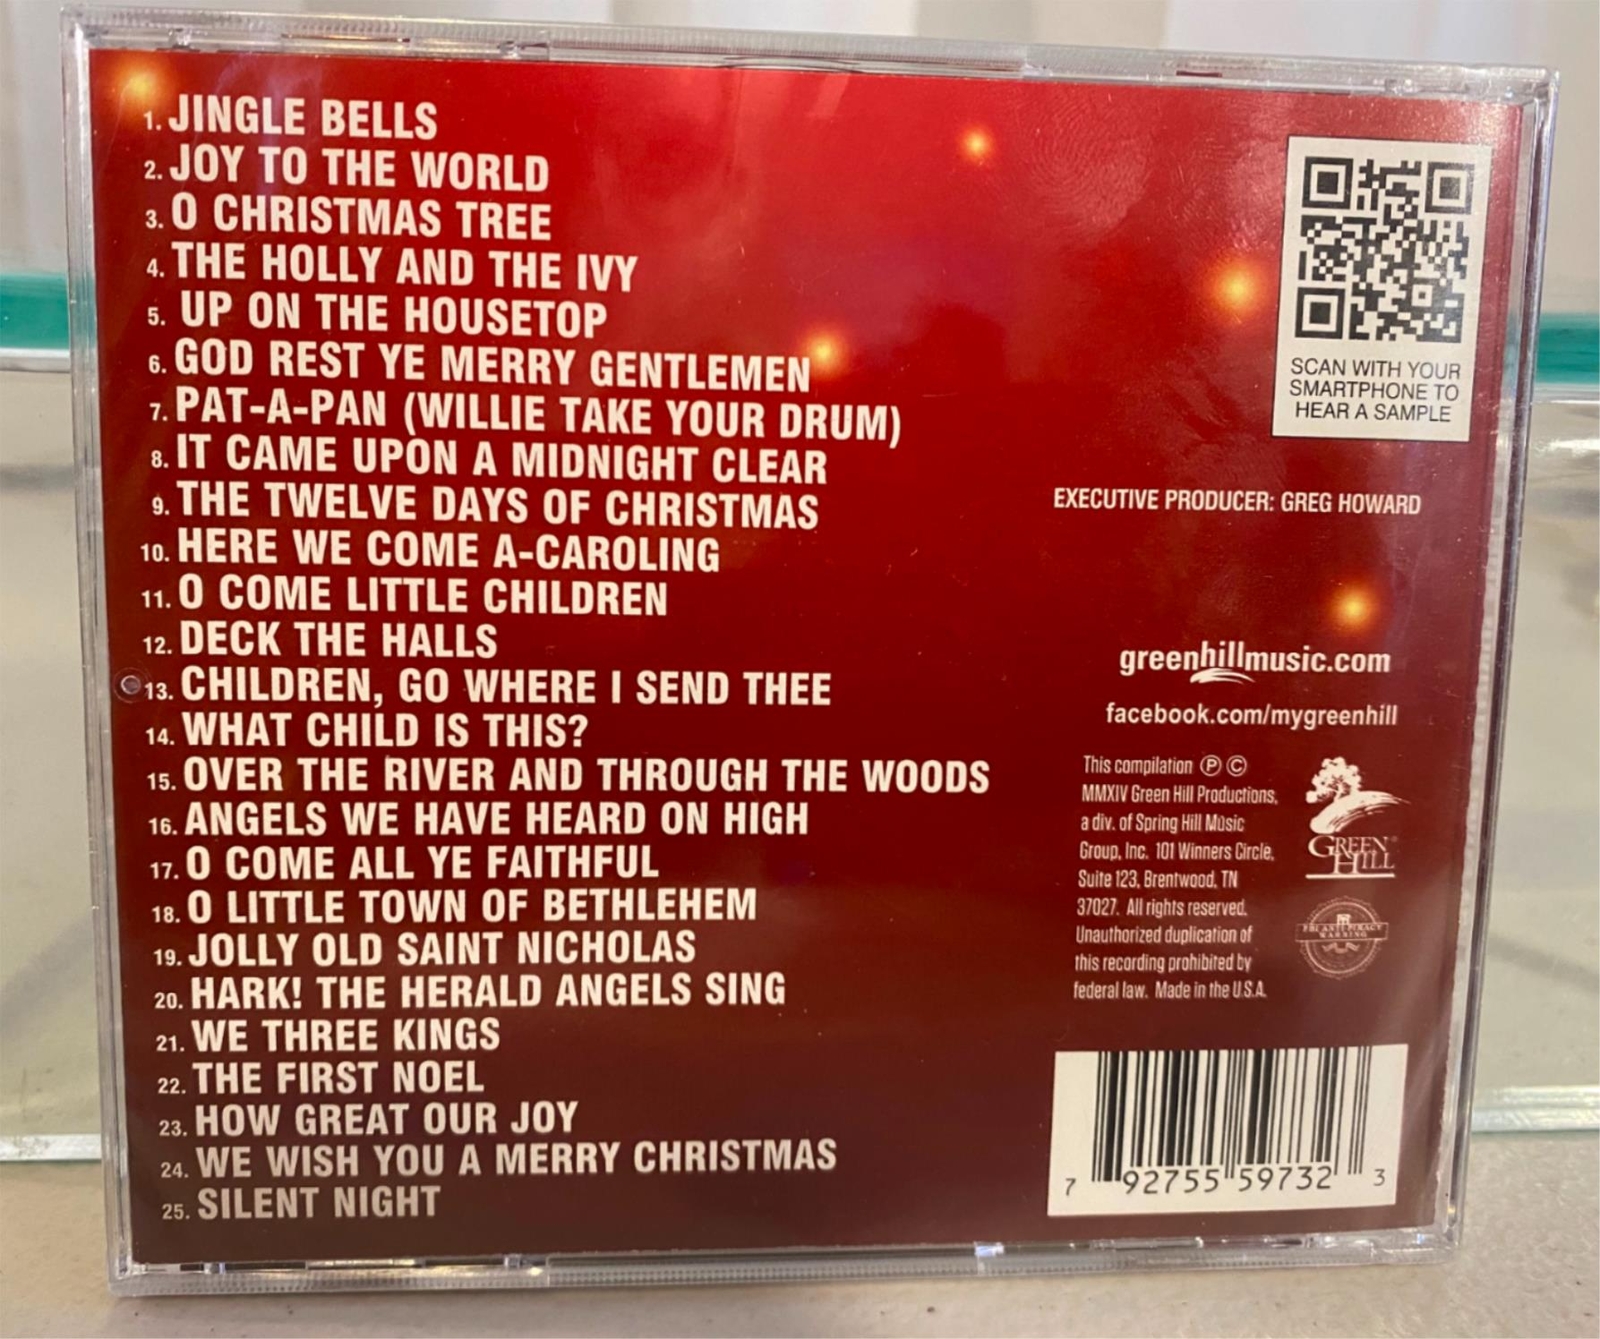 1. JINGLE BELLS
2. JOY TO THE WORLD
3. O CHRISTMAS TREE
4. THE HOLLY AND THE IVY
5. UP ON THE HOUSETOP
6. GOD REST YE MERRY GENTLEMEN
7. PAT-A-PAN (WILLIE TAKE YOUR DRUM)
8. IT CAME UPON A MIDNIGHT CLEAR
9. THE TWELVE DAYS OF CHRISTMAS
10. HERE WE COME A-CAROLING
11. O COME LITTLE CHILDREN
12. DECK THE HALLS
13. CHILDREN, GO WHERE I SEND THEE
14. WHAT CHILD IS THIS?
15. OVER THE RIVER AND THROUGH THE WOODS
16. ANGELS WE HAVE HEARD ON HIGH
17. O COME ALL YE FAITHFUL
18. O LITTLE TOWN OF BETHLEHEM
19. JOLLY OLD SAINT NICHOLAS
20. HARK! THE HERALD ANGELS SING
21. WE THREE KINGS
22. THE FIRST NOEL
23. HOW GREAT OUR JOY
24. WE WISH YOU A MERRY CHRISTMAS
25. SILENT NIGHT
SCAN WITH YOUR
SMARTPHONE TO
HEAR A SAMPLE
EXECUTIVE PRODUCER: GREG HOWARD
greenhillmusic.com
facebook.com/mygreenhill
This compilation ℗ ©
MMXIV Green Hill Productions,
a div. of Spring Hill Music
Group, Inc. 101 Winners Circle,
Suite 123, Brentwood, TN
37027. All rights reserved.
Unauthorized duplication of
this recording prohibited by
federal law. Made in the U.S.A.
GREEN®
HILL
FBI ANTI-PIRACY
WARNING
7 92755 59732 3